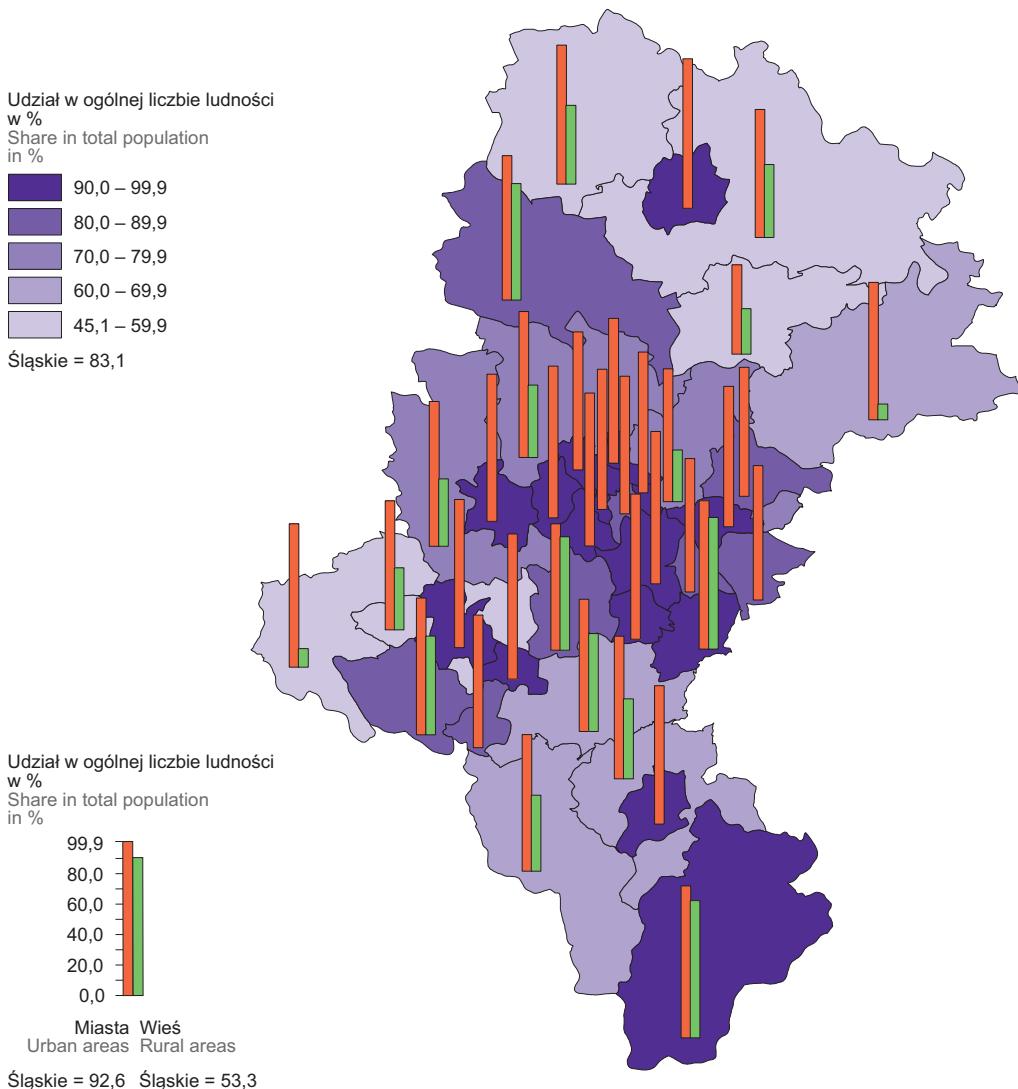 Udział w ogólnej liczbie ludności
w %
Share in total population
in %
90,0 – 99,9
80,0 – 89,9
70,0 – 79,9
60,0 – 69,9
45,1 – 59,9
Śląskie = 83,1
Udział w ogólnej liczbie ludności
w %
Share in total population
in %
99,9
80,0
60,0
40,0
20,0
0,0
Miasta Wieś
Urban areas Rural areas
Śląskie = 92,6 Śląskie = 53,3